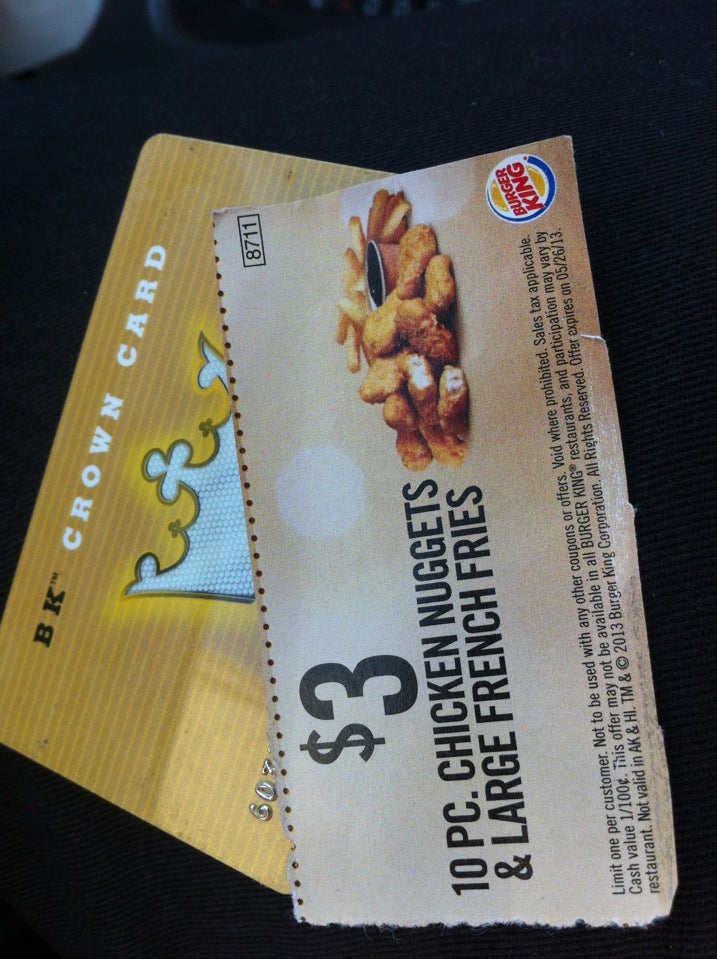 BK™ CROWN CARD
607
8711
BURGER
KING
$3
10 PC. CHICKEN NUGGETS
& LARGE FRENCH FRIES
Limit one per customer. Not to be used with any other coupons or offers. Void where prohibited. Sales tax applicable.
Cash value 1/100¢. This offer may not be available in all BURGER KING® restaurants, and participation may vary by
restaurant. Not valid in AK & HI. TM & © 2013 Burger King Corporation. All Rights Reserved. Offer expires on 05/26/13.